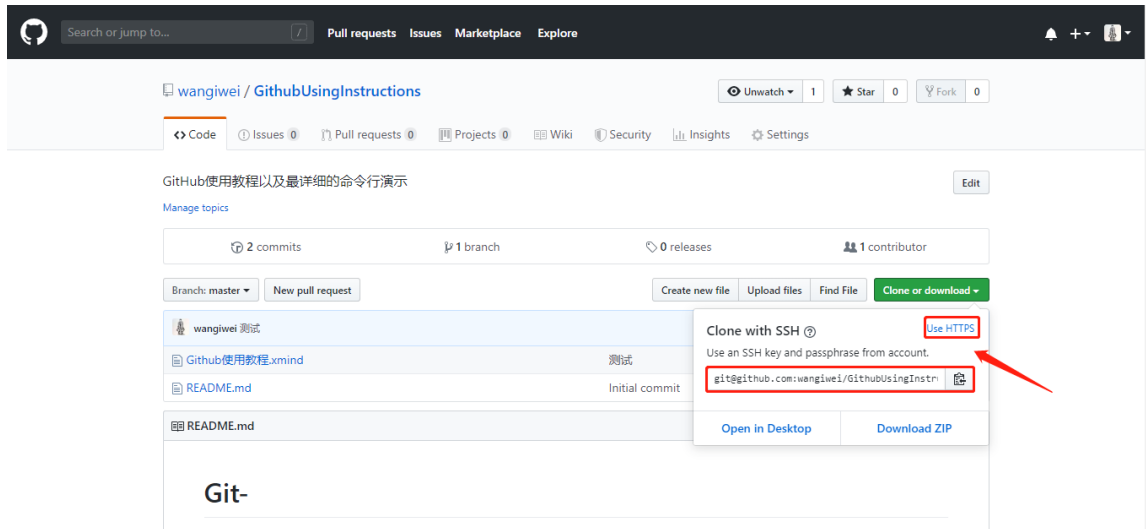 Search or jump to... /
Pull requests Issues Marketplace Explore
wangiwei / GithubUsingInstructions
Unwatch 1 Star 0 Fork 0
Code Issues 0 Pull requests 0 Projects 0 Wiki Security Insights Settings
GitHub使用教程以及最详细的命令行演示
Edit
Manage topics
2 commits 1 branch 0 releases 1 contributor
Branch: master New pull request Create new file Upload files Find File Clone or download
wangiwei 测试
Github使用教程.xmind 测试
README.md Initial commit
Clone with SSH ? Use HTTPS
Use an SSH key and passphrase from account.
git@github.com:wangiwei/GithubUsingInstr
Open in Desktop Download ZIP
README.md
Git-